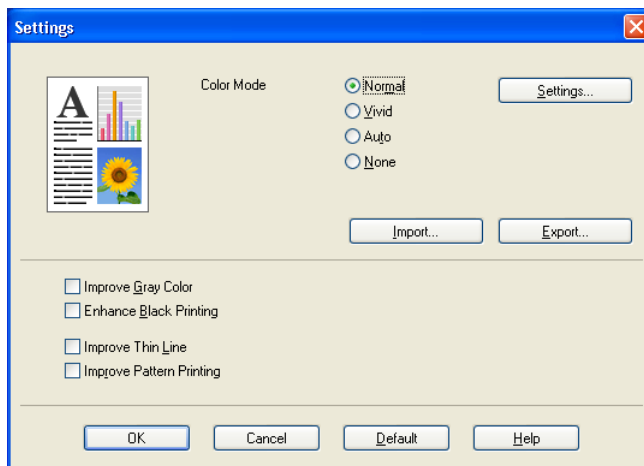 Settings
A
Color Mode
Normal
Settings...
Vivid
Auto
None
Import...
Export...
Improve Gray Color
Enhance Black Printing
Improve Thin Line
Improve Pattern Printing
OK
Cancel
Default
Help